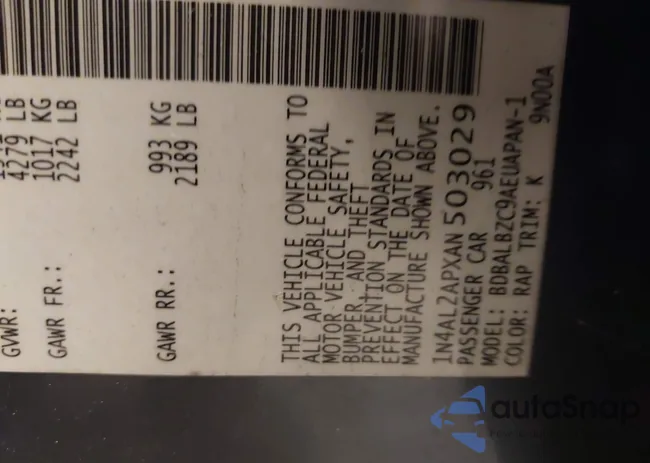 4279 LB
GVWR:
1017 KG
GAWR FR.: 2242 LB
993 KG
GAWR RR.: 2189 LB
THIS VEHICLE CONFORMS TO
ALL APPLICABLE FEDERAL
MOTOR VEHICLE SAFETY,
BUMPER, AND THEFT
PREVENTION STANDARDS IN
EFFECT ON THE DATE OF
MANUFACTURE SHOWN ABOVE.
1N4AL2APXAN503029
PASSENGER CAR 961
MODEL: BDBALBZC9AEUAPAN-1
COLOR: RAP TRIM: K 9N00A
autoSnap